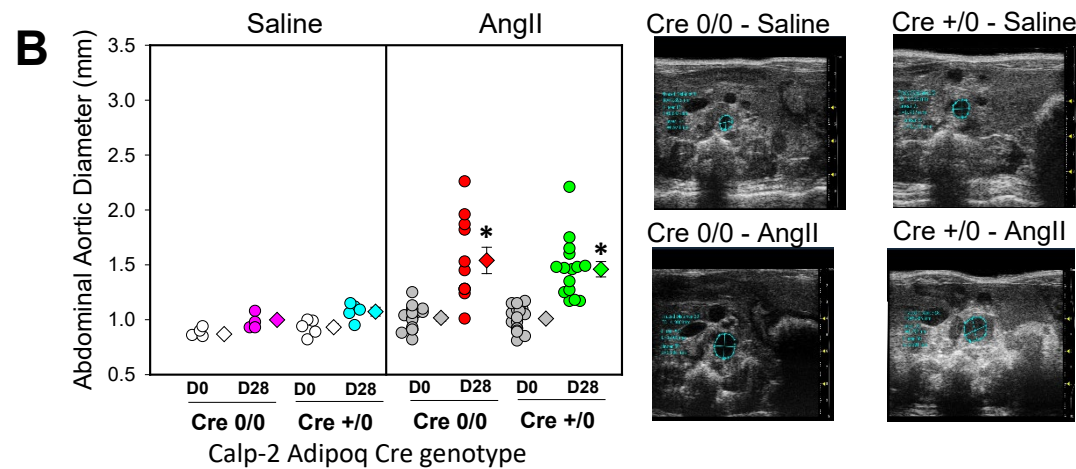 B
Saline
AngII
Abdominal Aortic Diameter (mm)
3.5
3.0
2.5
2.0
1.5
1.0
0.5
*
*
D0 D28 D0 D28 D0 D28 D0 D28
Cre 0/0 Cre +/0 Cre 0/0 Cre +/0
Calp-2 Adipoq Cre genotype
Cre 0/0 - Saline
Cre +/0 - Saline
Cre 0/0 - AngII
Cre +/0 - AngII